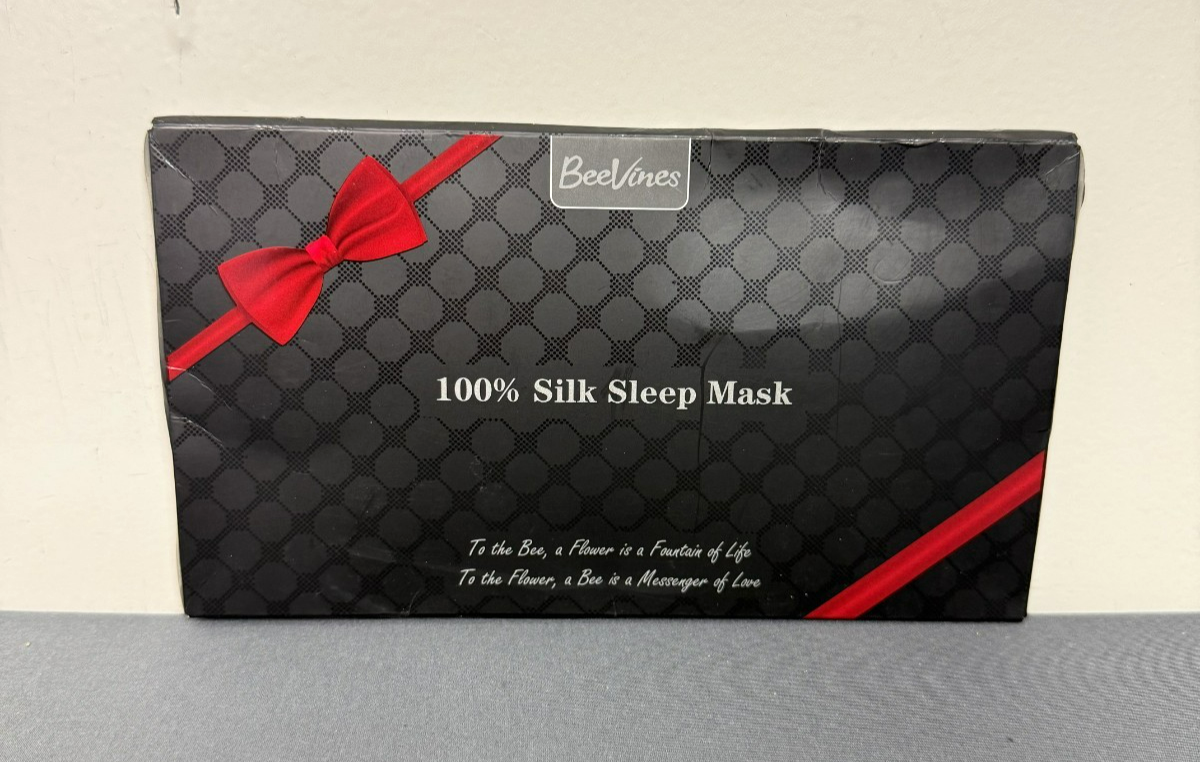 BeeVines
100% Silk Sleep Mask
To the Bee, a Flower is a Fountain of Life
To the Flower, a Bee is a Messenger of Love